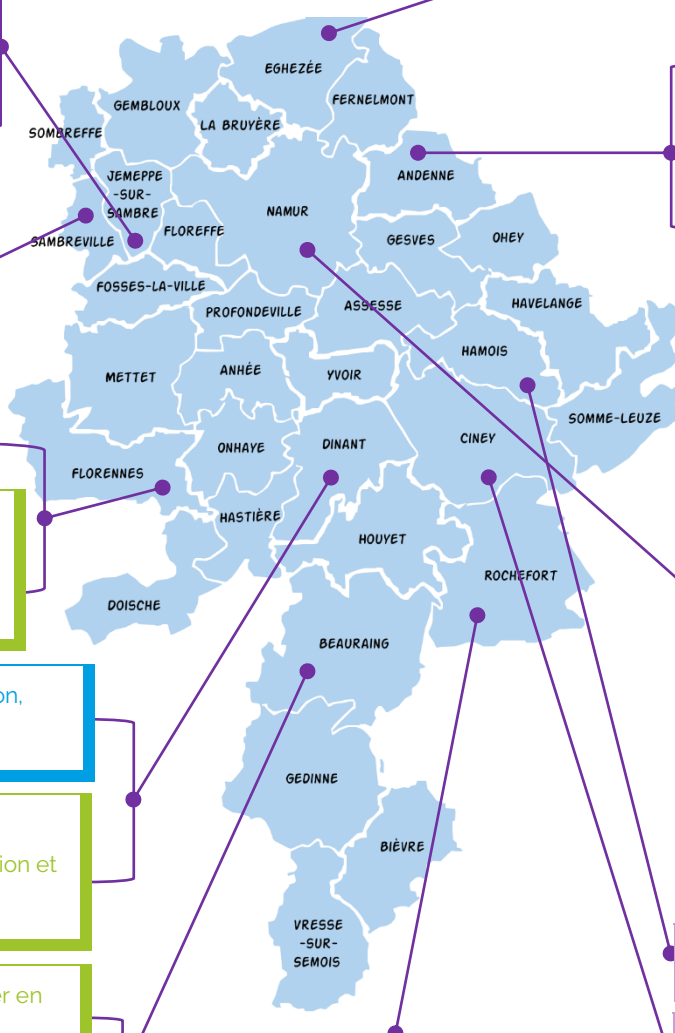 EGHEZÉE
GEMBLOUX
FERNELMONT
LA BRUYÈRE
SOMBREFFE
JEMEPPE
-SUR-
SAMBRE
ANDENNE
NAMUR
FLOREFFE
SAMBREVILLE
GESVES
OHEY
FOSSES-LA-VILLE
HAVELANGE
PROFONDEVILLE
ASSESSE
HAMOIS
METTET
ANHÉE
YVOIR
SOMME-LEUZE
ONHAYE
DINANT
CINEY
FLORENNES
HASTIÈRE
HOUYET
ROCHEFORT
DOISCHE
BEAURAING
on,
GEDINNE
BIÈVRE
ion et
VRESSE
-SUR-
SEMOIS
er en